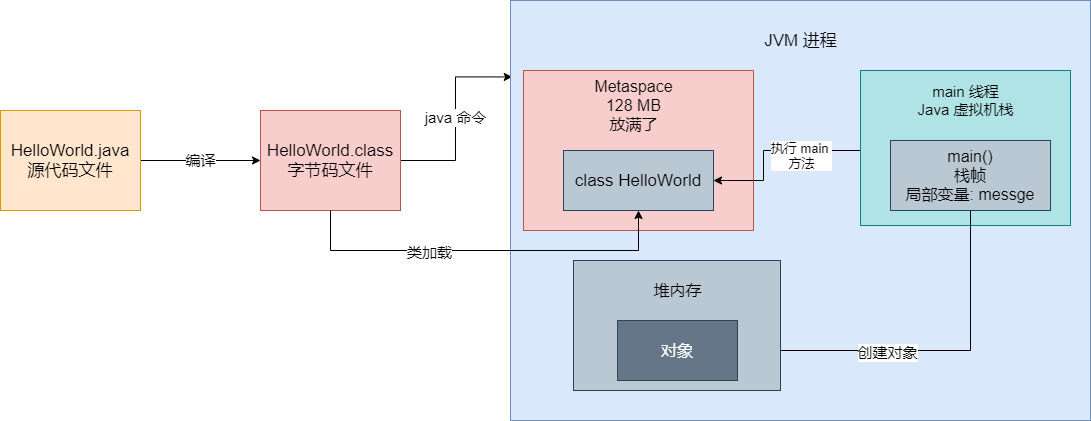 HelloWorld.java
源代码文件
编译
HelloWorld.class
字节码文件
java 命令
类加载
JVM 进程
Metaspace
128 MB
放满了
class HelloWorld
执行 main
方法
main 线程
Java 虚拟机栈
main()
栈帧
局部变量: messge
堆内存
对象
创建对象